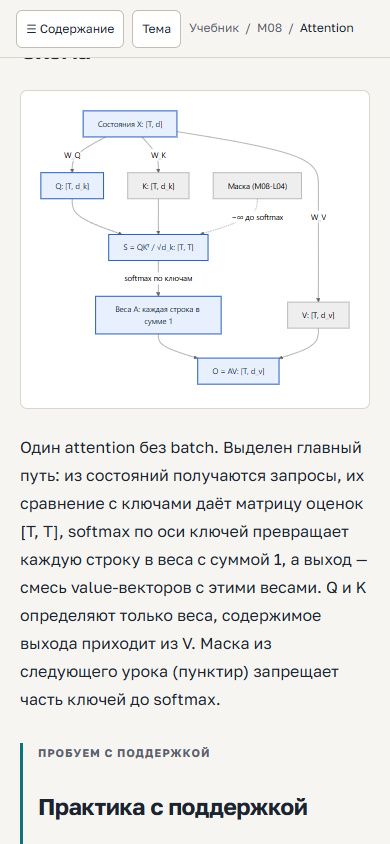 ☰ Содержание
Тема
Учебник / M08 / Attention
Состояния X: [T, d]
W_Q
W_K
Q: [T, d_k]
K: [T, d_k]
Маска (M08-L04)
−∞ до softmax
W_V
S = QKᵀ / √d_k: [T, T]
softmax по ключам
Веса A: каждая строка в
сумме 1
V: [T, d_v]
O = AV: [T, d_v]
Один attention без batch. Выделен главный
путь: из состояний получаются запросы, их
сравнение с ключами даёт матрицу оценок
[T, T], softmax по оси ключей превращает
каждую строку в веса с суммой 1, а выход —
смесь value-векторов с этими весами. Q и K
определяют только веса, содержимое
выхода приходит из V. Маска из
следующего урока (пунктир) запрещает
часть ключей до softmax.
ПРОБУЕМ С ПОДДЕРЖКОЙ
Практика с поддержкой